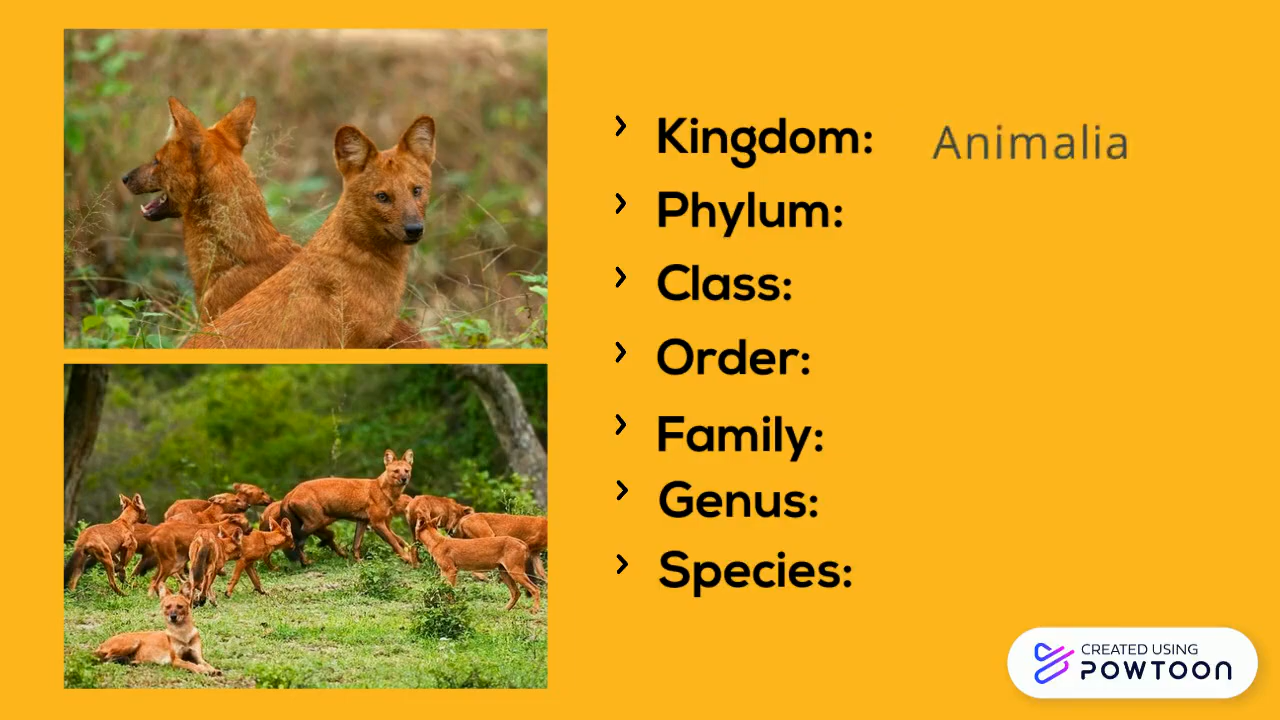 Kingdom: Animalia
Phylum:
Class:
Order:
Family:
Genus:
Species:
CREATED USING
POWTOON